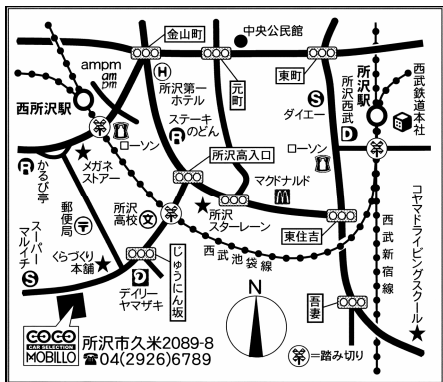 金山町
中央公民館
ampm
am
pm
H
所沢第一
ホテル
元町
東町
所沢駅
西武鉄道本社
西所沢駅
ステーキ
のどん
R
S
ダイエー
所沢西武
D
ローソン
ローソン
所沢高入口
R
かるび亭
メガネ
ストアー
マクドナルド
郵便局
所沢
高校
文
所沢
スターレーン
東住吉
西武池袋線
西武新宿線
コヤマドライビングスクール
スーパー
マルイチ
S
くらづくり
本舗
じゅうにん坂
D
デイリー
ヤマザキ
吾妻
N
COCO
CAR SELECTION
MOBILLO
所沢市久米2089-8
☎04(2926)6789
=踏み切り